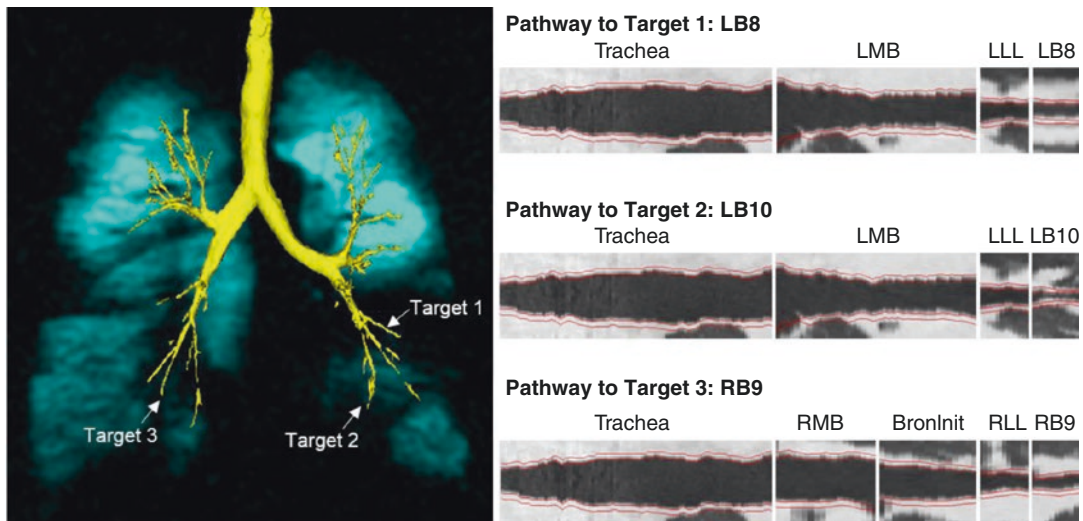 Target 1
Target 3
Target 2
Pathway to Target 1: LB8
Trachea LMB LLL LB8
Pathway to Target 2: LB10
Trachea LMB LLL LB10
Pathway to Target 3: RB9
Trachea RMB BronInit RLL RB9